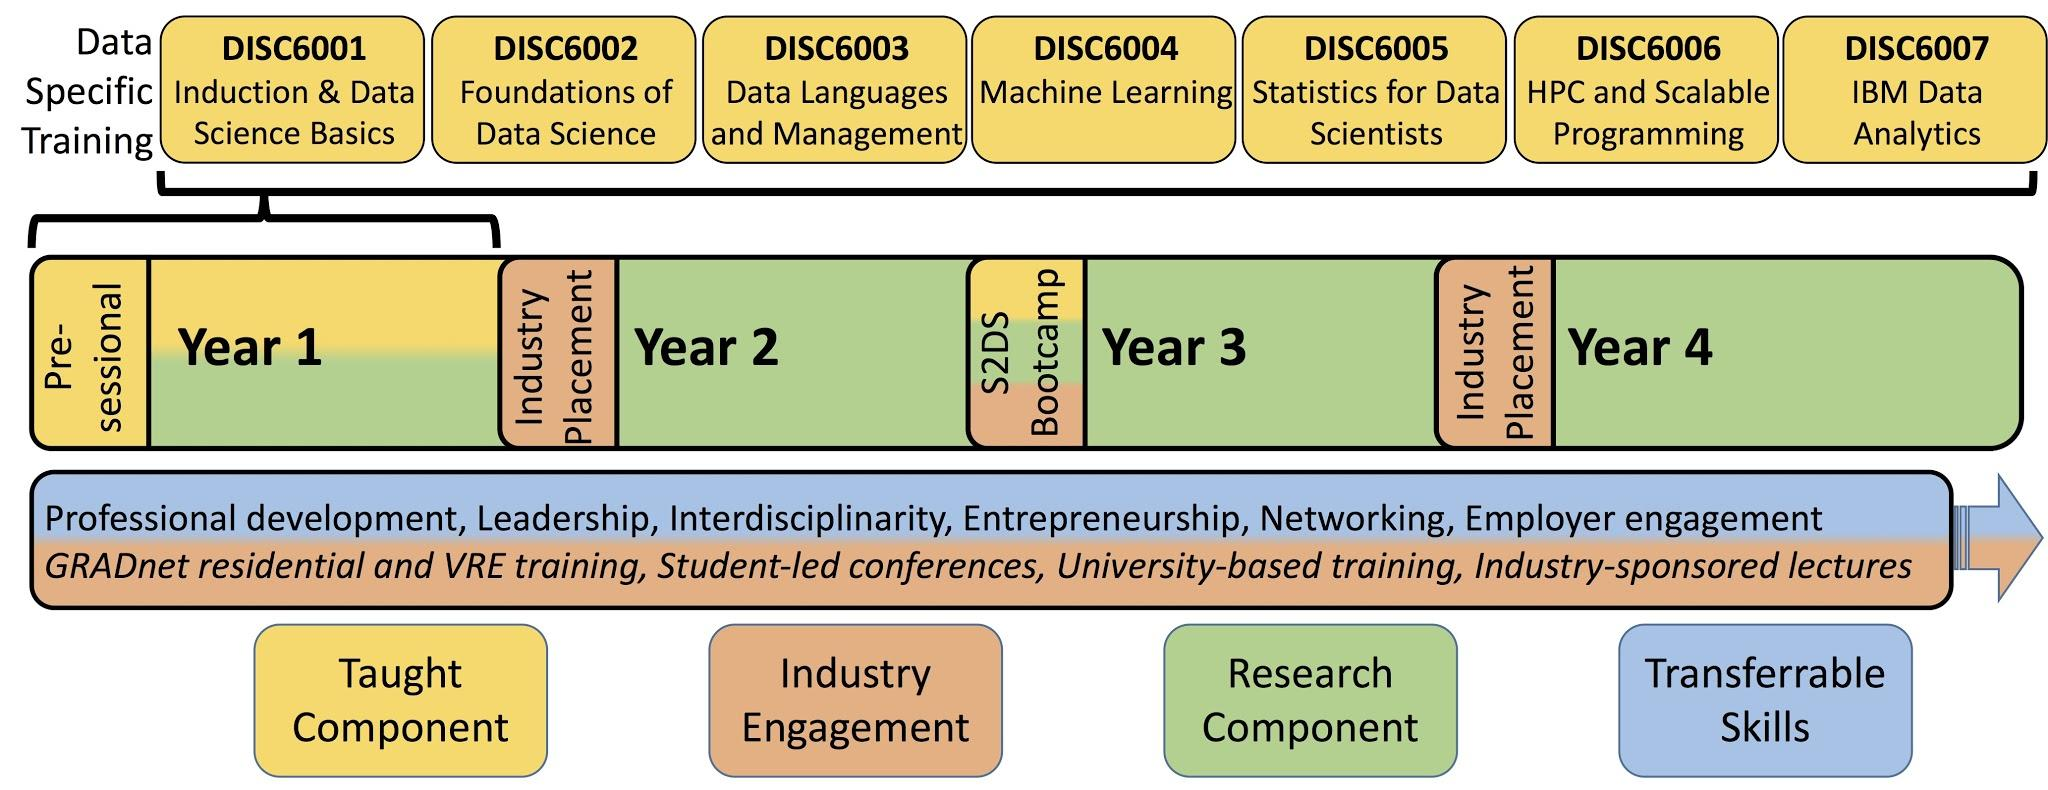 Data
Specific
Training
DISC6001
Induction & Data
Science Basics
DISC6002
Foundations of
Data Science
DISC6003
Data Languages
and Management
DISC6004
Machine Learning
DISC6005
Statistics for Data
Scientists
DISC6006
HPC and Scalable
Programming
DISC6007
IBM Data
Analytics
Pre-
sessional
Year 1
Industry
Placement
Year 2
S2DS
Bootcamp
Year 3
Industry
Placement
Year 4
Professional development, Leadership, Interdisciplinarity, Entrepreneurship, Networking, Employer engagement
GRADnet residential and VRE training, Student-led conferences, University-based training, Industry-sponsored lectures
Taught
Component
Industry
Engagement
Research
Component
Transferrable
Skills